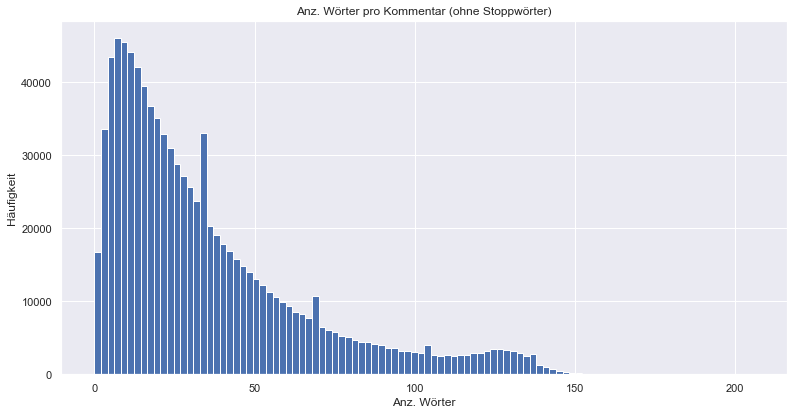 Anz. Wörter pro Kommentar (ohne Stoppwörter)
Häufigkeit
40000
30000
20000
10000
0
0 50 100 150 200
Anz. Wörter